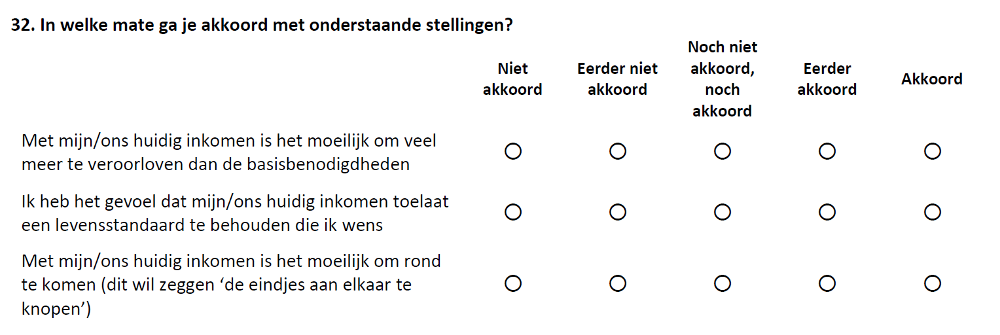 32. In welke mate ga je akkoord met onderstaande stellingen?
Niet
akkoord
Eerder niet
akkoord
Noch niet
akkoord,
noch
akkoord
Eerder
akkoord
Akkoord
Met mijn/ons huidig inkomen is het moeilijk om veel
meer te veroorloven dan de basisbenodigdheden
Ik heb het gevoel dat mijn/ons huidig inkomen toelaat
een levensstandaard te behouden die ik wens
Met mijn/ons huidig inkomen is het moeilijk om rond
te komen (dit wil zeggen ‘de eindjes aan elkaar te
knopen’)